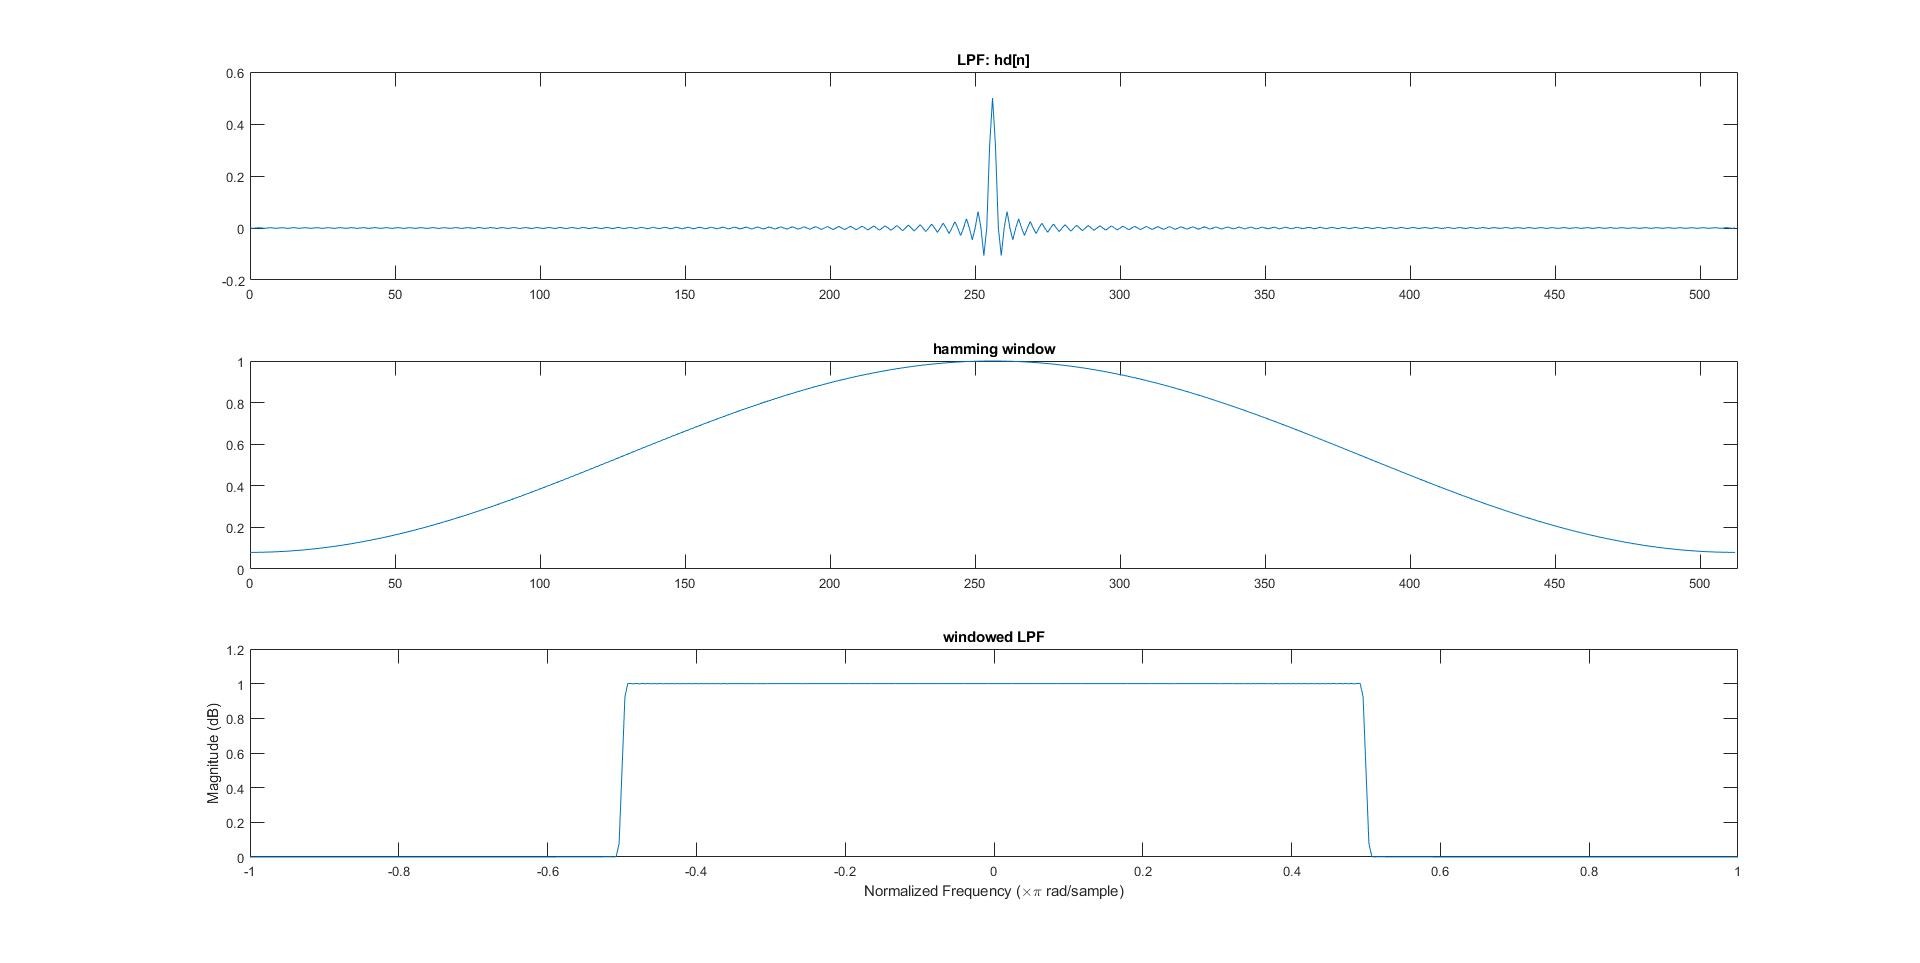 LPF: hd[n]
0.6
0.4
0.2
0
-0.2
0 50 100 150 200 250 300 350 400 450 500
hamming window
1
0.8
0.6
0.4
0.2
0
0 50 100 150 200 250 300 350 400 450 500
windowed LPF
1.2
1
0.8
0.6
0.4
0.2
0
Magnitude (dB)
-1 -0.8 -0.6 -0.4 -0.2 0 0.2 0.4 0.6 0.8 1
Normalized Frequency (×π rad/sample)